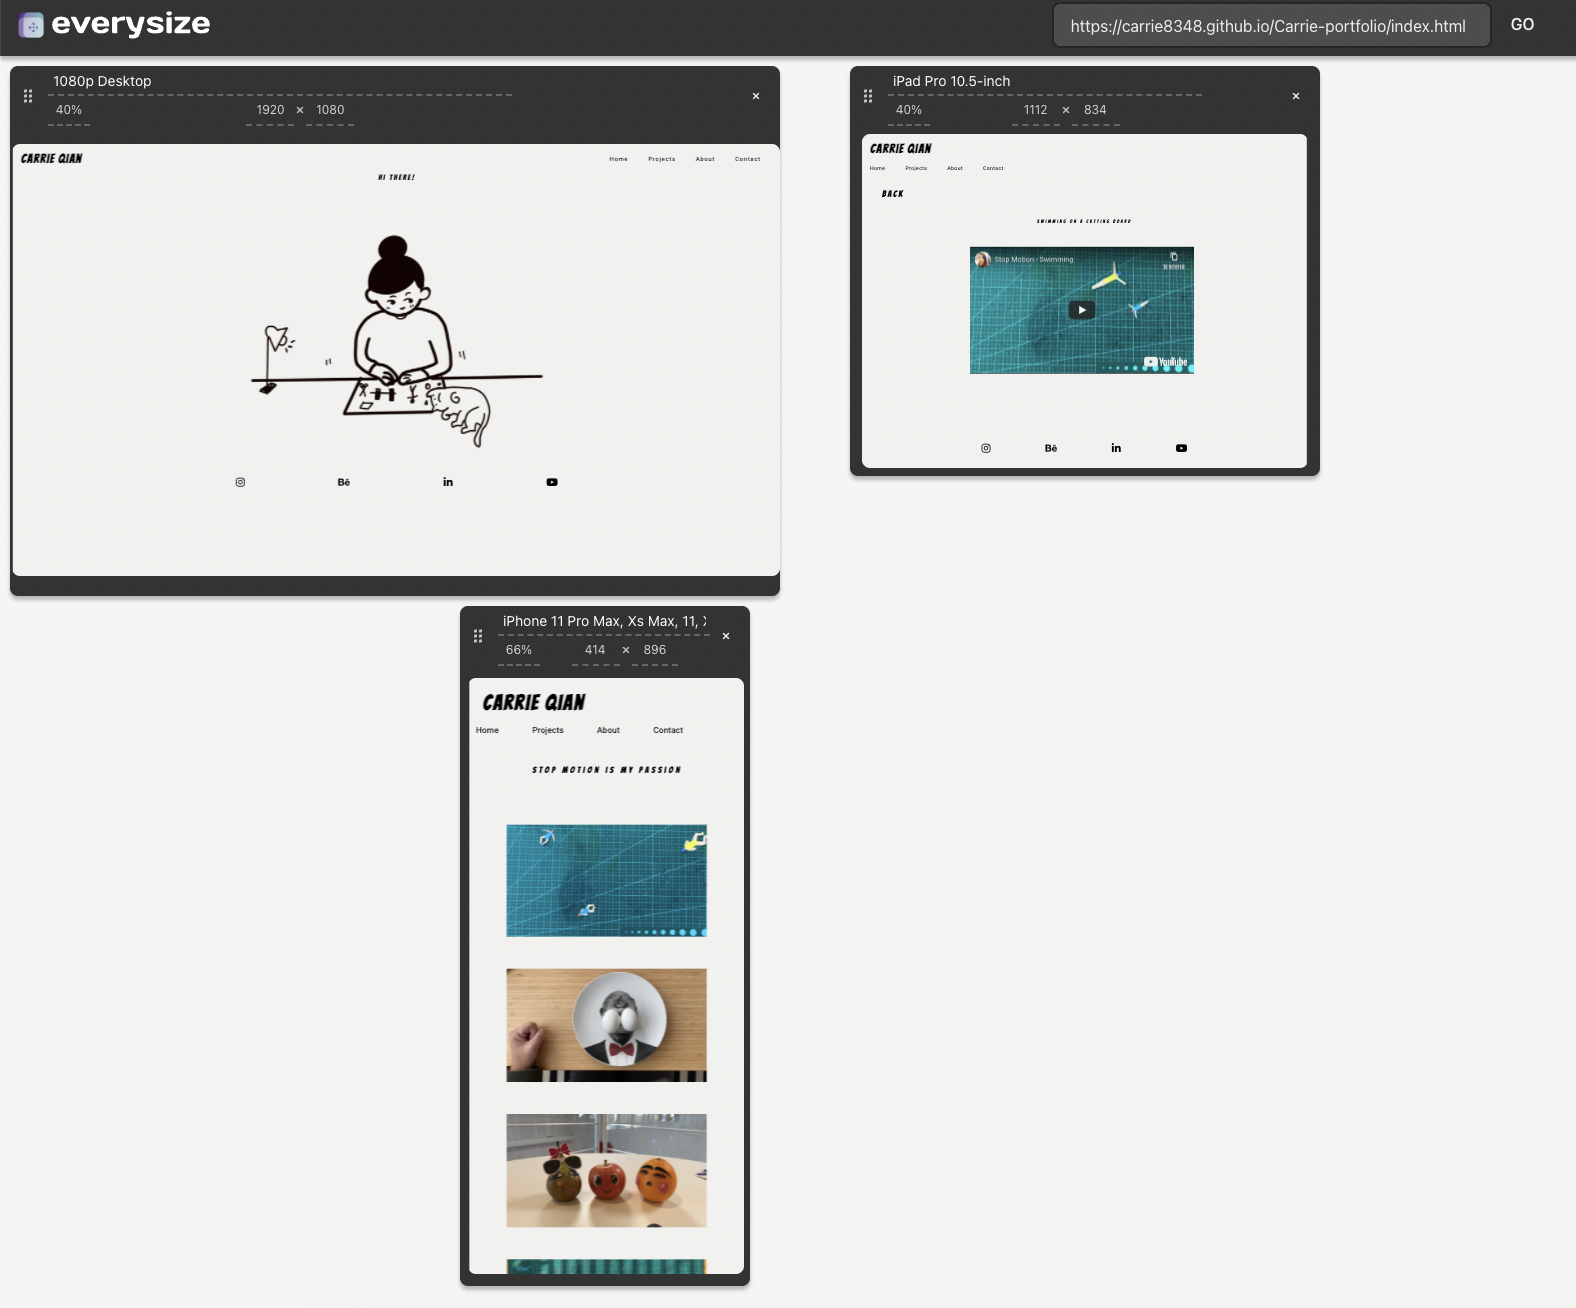 everysize
https://carrie8348.github.io/Carrie-portfolio/index.html
GO
1080p Desktop
×
40%
1920 × 1080
CARRIE QIAN
Home Projects About Contact
HI THERE!
Bē
in
iPad Pro 10.5-inch
×
40%
1112 × 834
CARRIE QIAN
Home Projects About Contact
BACK
SWIMMING ON A CUTTING BOARD
Stop Motion - Swimming
YouTube
Bē
in
iPhone 11 Pro Max, Xs Max, 11,
×
66%
414 × 896
CARRIE QIAN
Home Projects About Contact
STOP MOTION IS MY PASSION